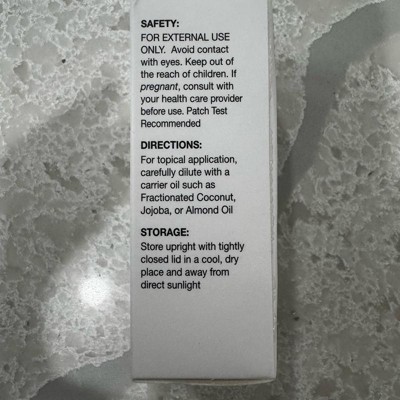 SAFETY:
FOR EXTERNAL USE
ONLY.  Avoid contact
with eyes. Keep out of
the reach of children. If
pregnant, consult with
your health care provider
before use. Patch Test
Recommended
DIRECTIONS:
For topical application,
carefully dilute with a
carrier oil such as
Fractionated Coconut,
Jojoba, or Almond Oil
STORAGE:
Store upright with tightly
closed lid in a cool, dry
place and away from
direct sunlight